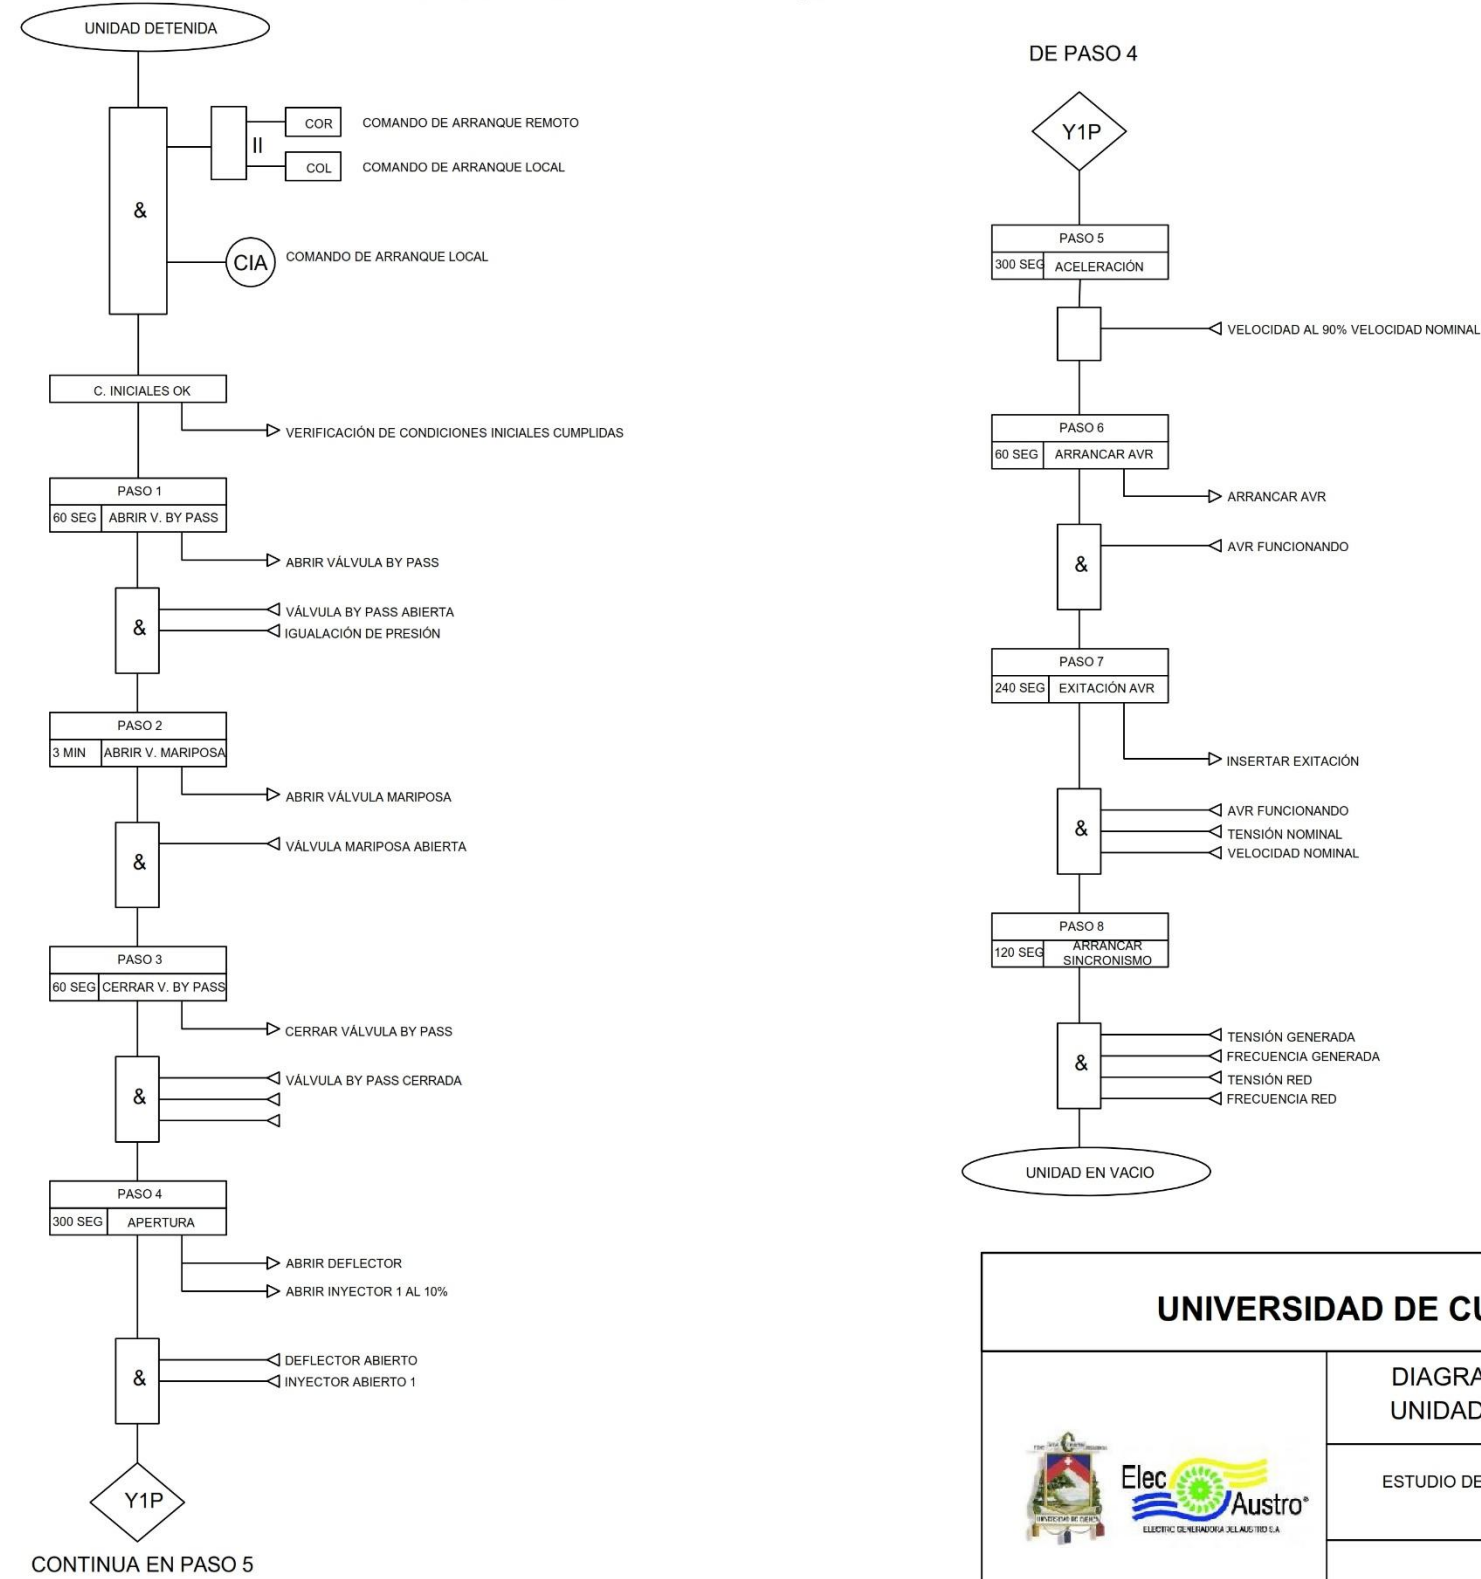 UNIDAD DETENIDA
&
II
COR
COMANDO DE ARRANQUE REMOTO
COL
COMANDO DE ARRANQUE LOCAL
CIA
COMANDO DE ARRANQUE LOCAL
C. INICIALES OK
VERIFICACIÓN DE CONDICIONES INICIALES CUMPLIDAS
PASO 1
60 SEG ABRIR V. BY PASS
ABRIR VÁLVULA BY PASS
&
VÁLVULA BY PASS ABIERTA
IGUALACIÓN DE PRESIÓN
PASO 2
3 MIN ABRIR V. MARIPOSA
ABRIR VÁLVULA MARIPOSA
&
VÁLVULA MARIPOSA ABIERTA
PASO 3
60 SEG CERRAR V. BY PASS
CERRAR VÁLVULA BY PASS
&
VÁLVULA BY PASS CERRADA
PASO 4
300 SEG APERTURA
ABRIR DEFLECTOR
ABRIR INYECTOR 1 AL 10%
&
DEFLECTOR ABIERTO
INYECTOR ABIERTO 1
Y1P
CONTINUA EN PASO 5
DE PASO 4
Y1P
PASO 5
300 SEG ACELERACIÓN
VELOCIDAD AL 90% VELOCIDAD NOMINAL
PASO 6
60 SEG ARRANCAR AVR
ARRANCAR AVR
&
AVR FUNCIONANDO
PASO 7
240 SEG EXITACIÓN AVR
INSERTAR EXITACIÓN
&
AVR FUNCIONANDO
TENSIÓN NOMINAL
VELOCIDAD NOMINAL
PASO 8
120 SEG ARRANCAR
SINCRONISMO
&
TENSIÓN GENERADA
FRECUENCIA GENERADA
TENSIÓN RED
FRECUENCIA RED
UNIDAD EN VACIO
UNIVERSIDAD DE CU
DIAGRA
UNIDAD
ESTUDIO DE
UNIVERSIDAD DE CUENCA
Elec
Austro
ELECTRO GENERADORA DEL AUSTRO S.A.